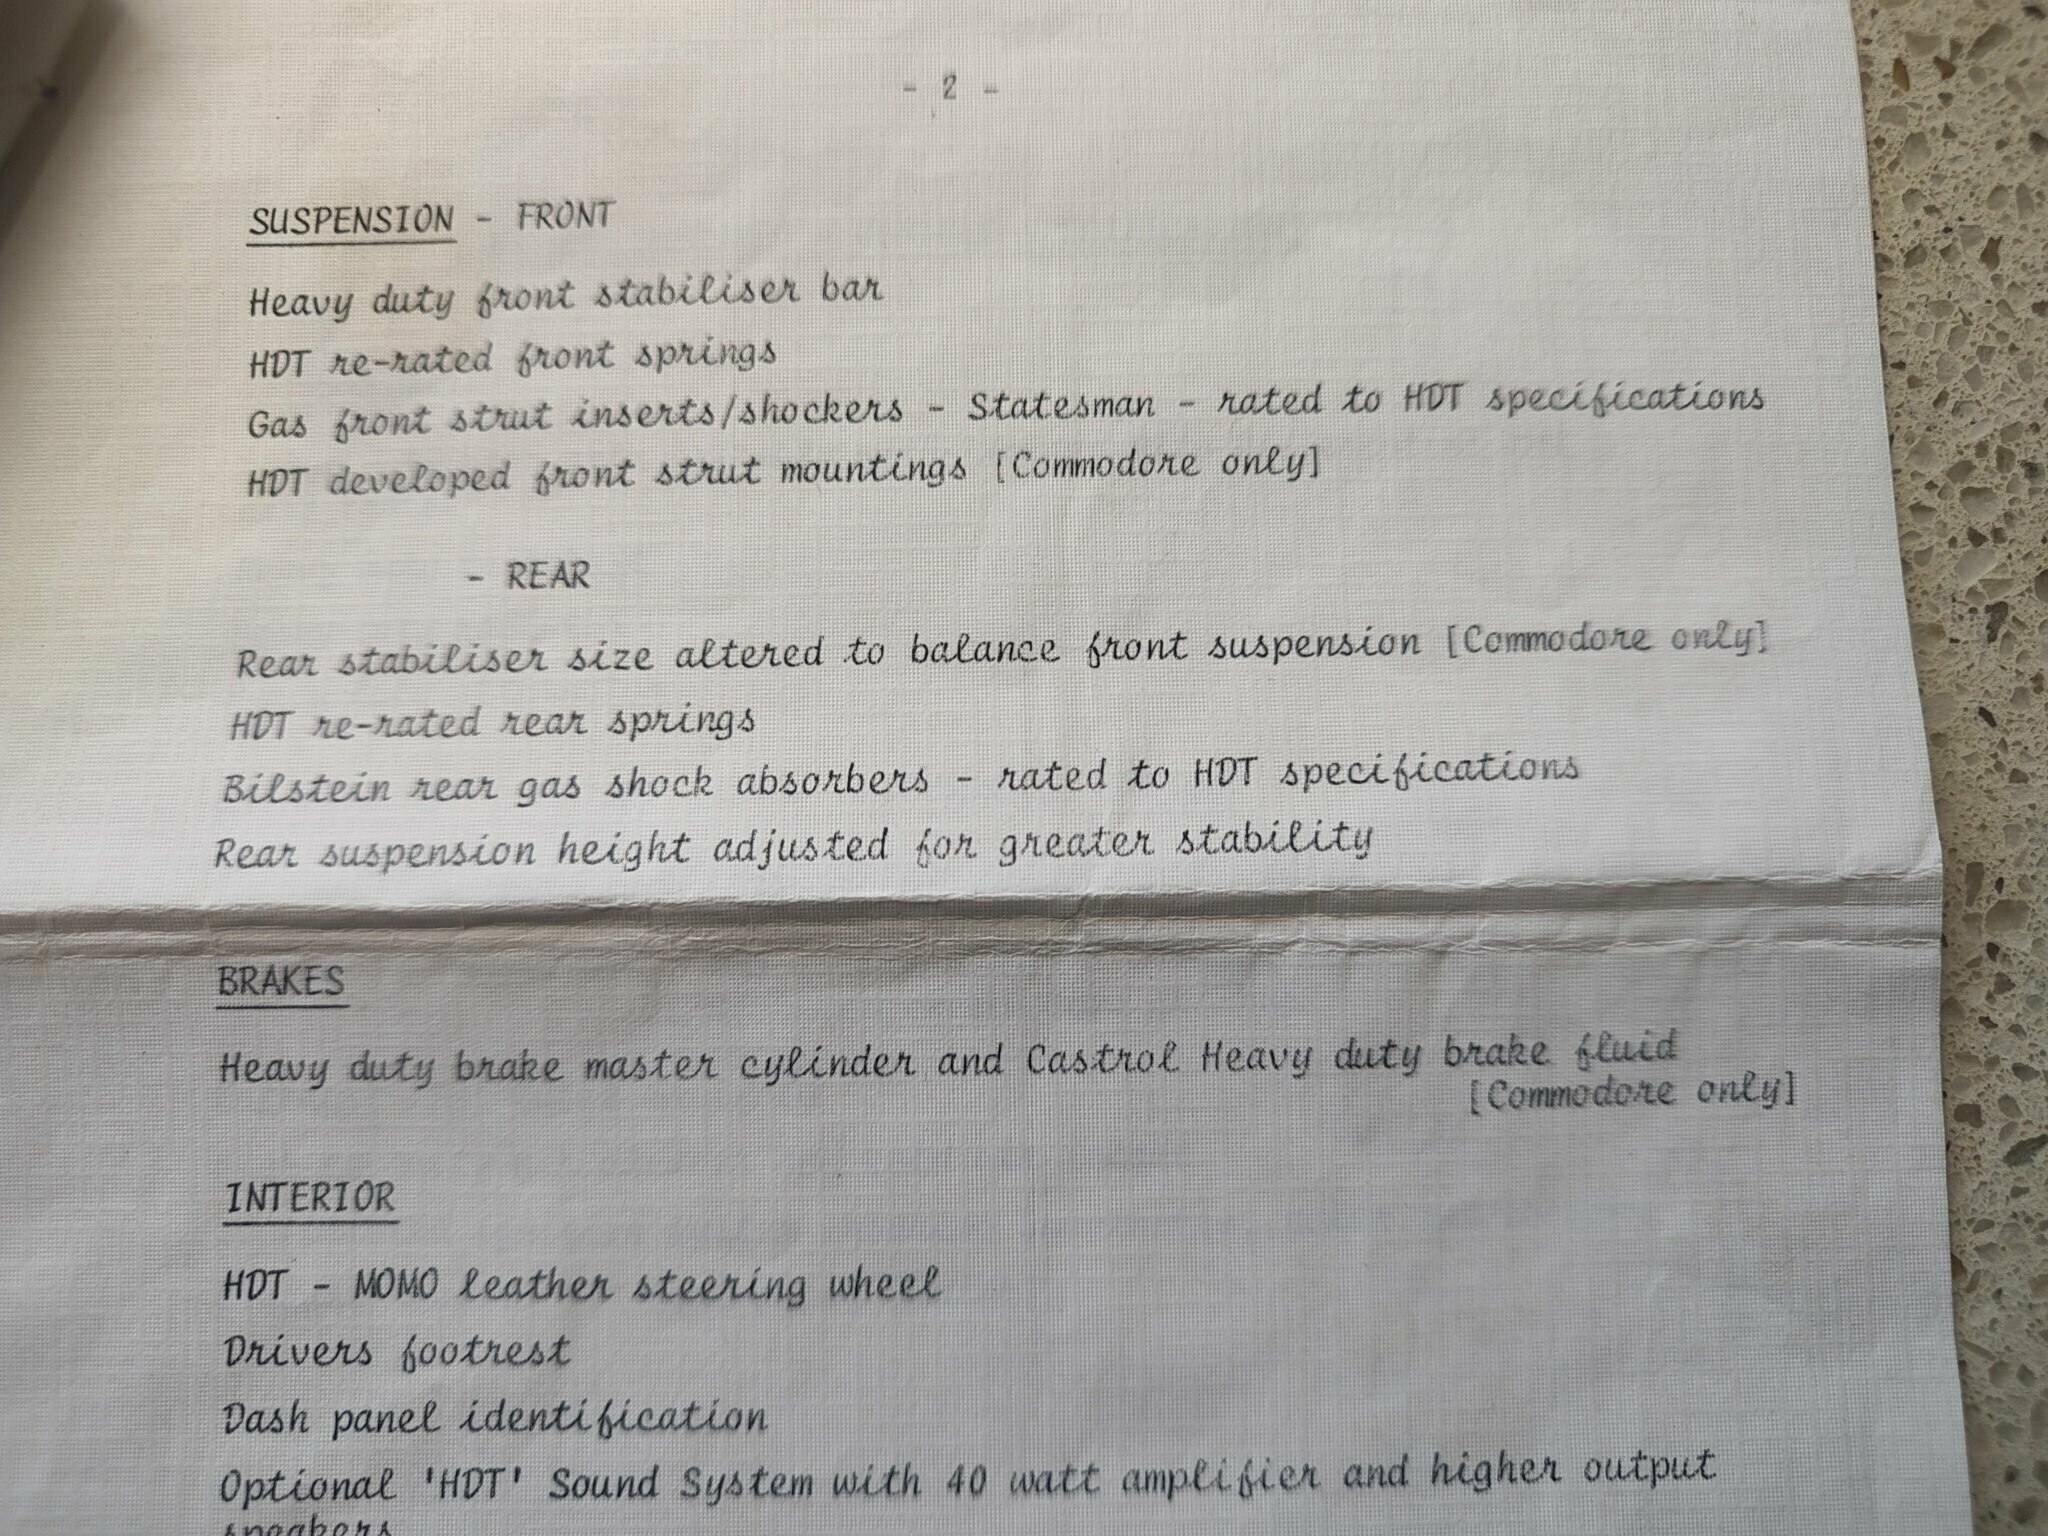 - 2 -
SUSPENSION - FRONT
Heavy duty front stabiliser bar
HDT re-rated front springs
Gas front strut inserts/shockers - Statesman - rated to HDT specifications
HDT developed front strut mountings [Commodore only]
- REAR
Rear stabiliser size altered to balance front suspension [Commodore only]
HDT re-rated rear springs
Bilstein rear gas shock absorbers - rated to HDT specifications
Rear suspension height adjusted for greater stability
BRAKES
Heavy duty brake master cylinder and Castrol Heavy duty brake fluid
[Commodore only]
INTERIOR
HDT - MOMO leather steering wheel
Drivers footrest
Dash panel identification
Optional 'HDT' Sound System with 40 watt amplifier and higher output
speakers